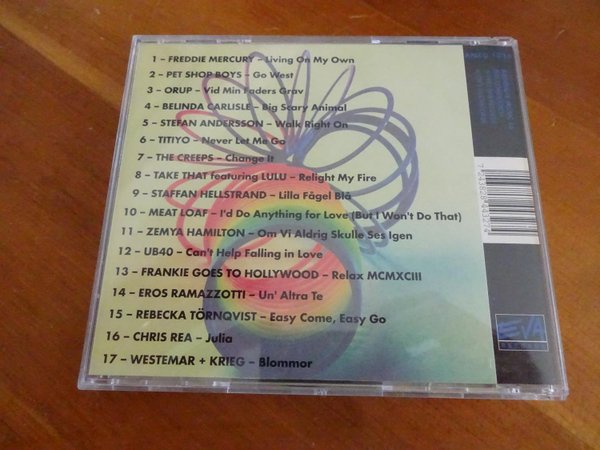 1 – FREDDIE MERCURY – Living On My Own
2 – PET SHOP BOYS – Go West
3 – ORUP – Vid Min Faders Grav
4 – BELINDA CARLISLE – Big Scary Animal
5 – STEFAN ANDERSSON – Walk Right On
6 – TITIYO – Never Let Me Go
7 – THE CREEPS – Change It
8 – TAKE THAT featuring LULU – Relight My Fire
9 – STAFFAN HELLSTRAND – Lilla Fågel Blå
10 – MEAT LOAF – I'd Do Anything for Love (But I Won't Do That)
11 – ZEMYA HAMILTON – Om Vi Aldrig Skulle Ses Igen
12 – UB40 – Can't Help Falling in Love
13 – FRANKIE GOES TO HOLLYWOOD – Relax MCMXCIII
14 – EROS RAMAZZOTTI – Un' Altra Te
15 – REBECKA TÖRNQVIST – Easy Come, Easy Go
16 – CHRIS REA – Julia
17 – WESTEMAR + KRIEG – Blommor
EVA